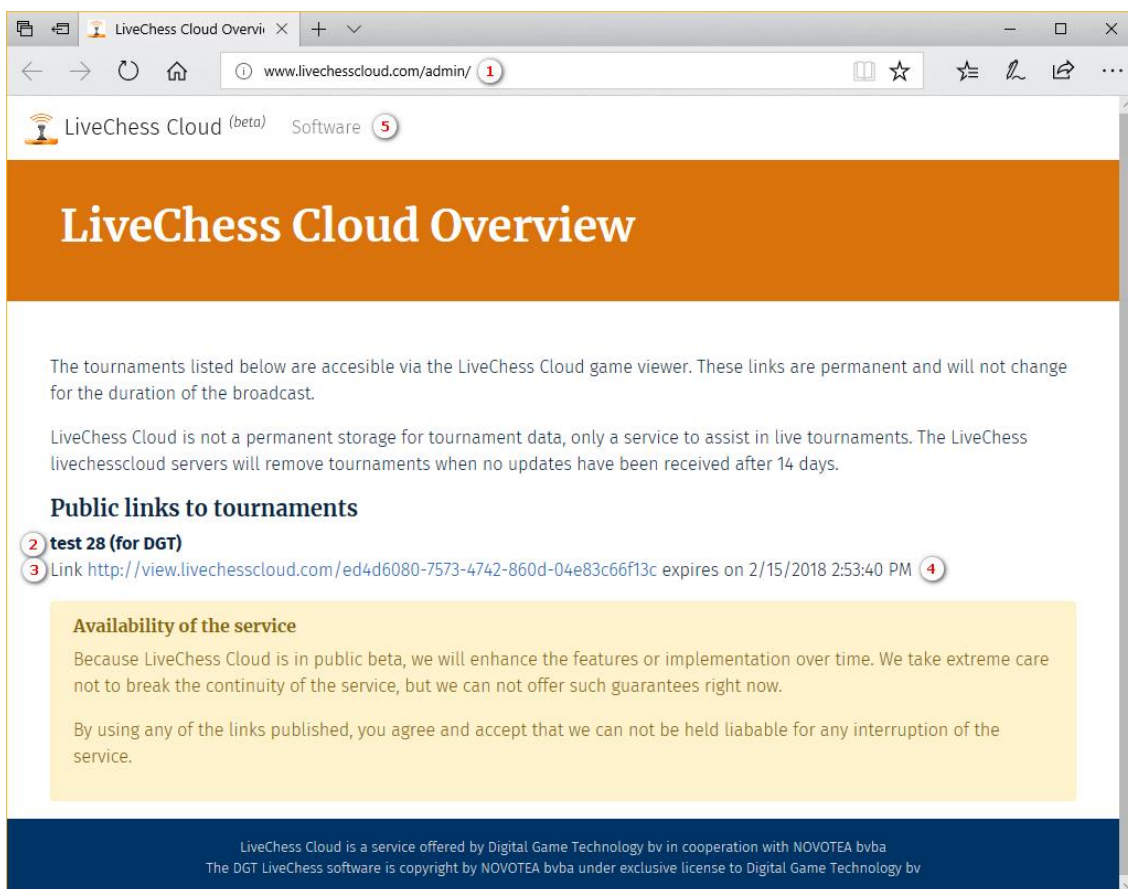 LiveChess Cloud Overvi
www.livechesscloud.com/admin/ 1
LiveChess Cloud (beta) Software 5
LiveChess Cloud Overview
The tournaments listed below are accesible via the LiveChess Cloud game viewer. These links are permanent and will not change
for the duration of the broadcast.
LiveChess Cloud is not a permanent storage for tournament data, only a service to assist in live tournaments. The LiveChess
livechesscloud servers will remove tournaments when no updates have been received after 14 days.
Public links to tournaments
2 test 28 (for DGT)
3 Link http://view.livechesscloud.com/ed4d6080-7573-4742-860d-04e83c66f13c expires on 2/15/2018 2:53:40 PM 4
Availability of the service
Because LiveChess Cloud is in public beta, we will enhance the features or implementation over time. We take extreme care
not to break the continuity of the service, but we can not offer such guarantees right now.
By using any of the links published, you agree and accept that we can not be held liabable for any interruption of the
service.
LiveChess Cloud is a service offered by Digital Game Technology bv in cooperation with NOVOTEA bvba
The DGT LiveChess software is copyright by NOVOTEA bvba under exclusive license to Digital Game Technology bv